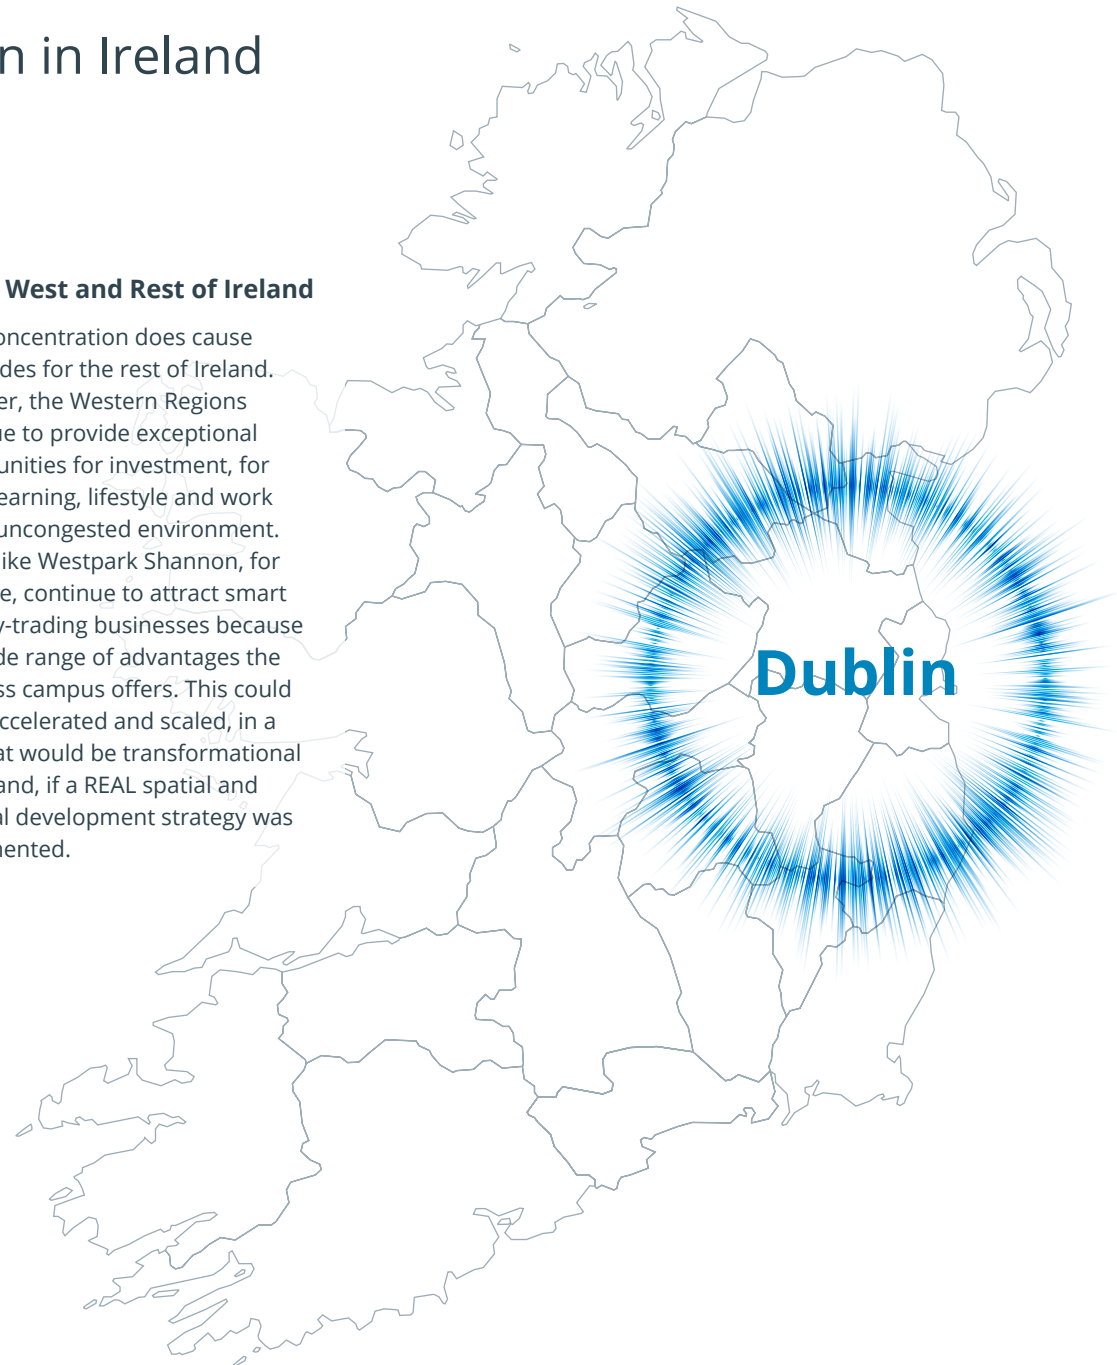 n in Ireland
West and Rest of Ireland
oncentration does cause
des for the rest of Ireland.
er, the Western Regions
ue to provide exceptional
unities for investment, for
earning, lifestyle and work
uncongested environment.
ike Westpark Shannon, for
e, continue to attract smart
y-trading businesses because
de range of advantages the
ss campus offers. This could
ccelerated and scaled, in a
at would be transformational
and, if a REAL spatial and
al development strategy was
nented.
Dublin